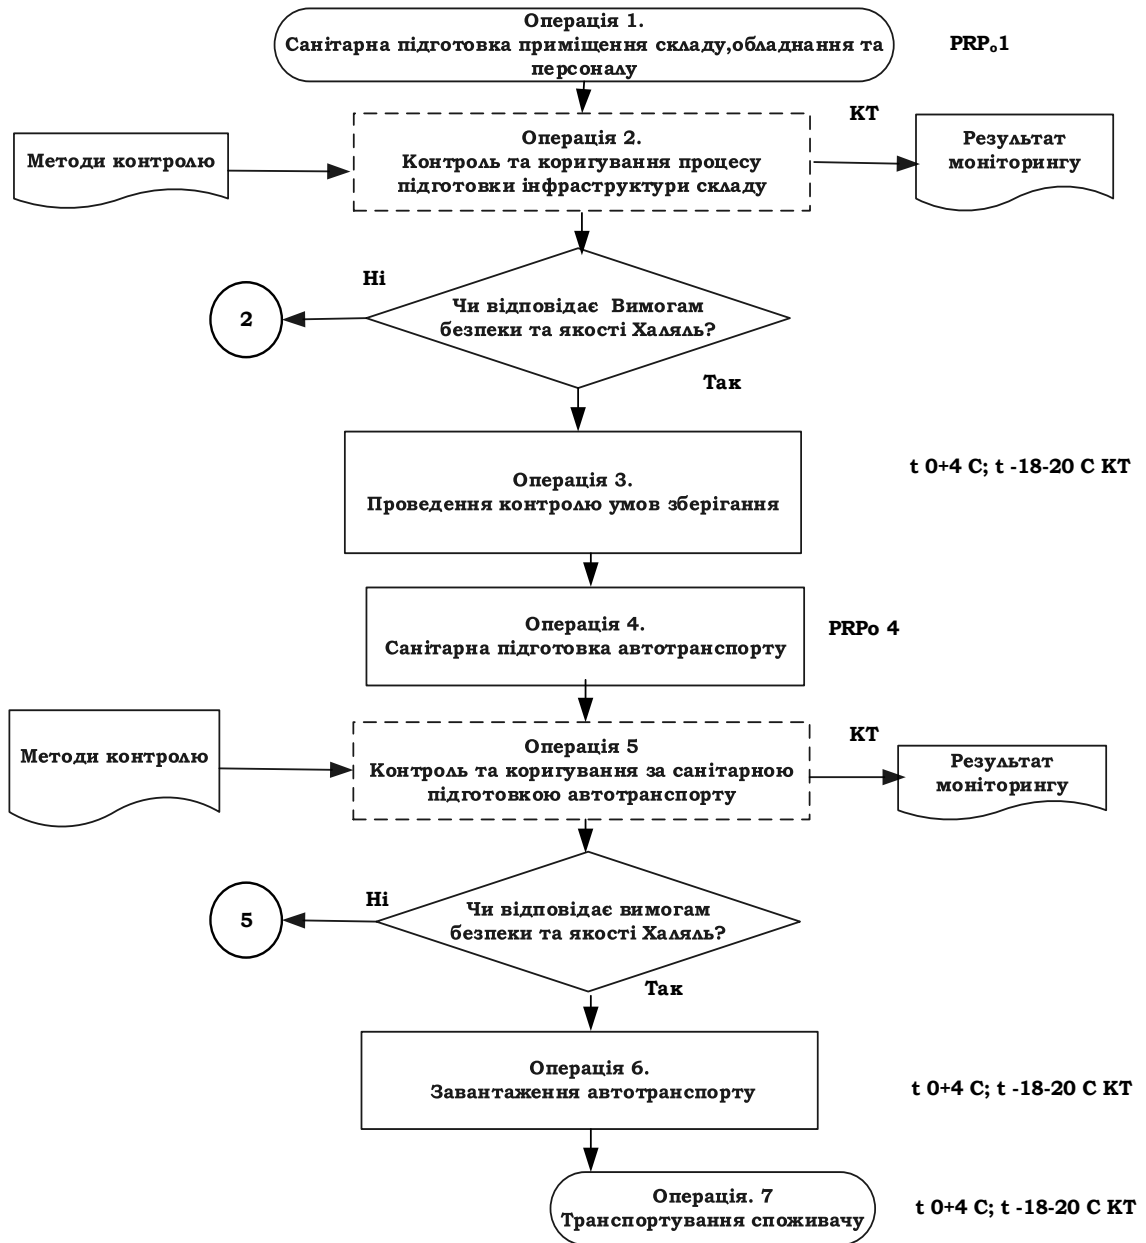 Операція 1.
Санітарна підготовка приміщення складу,обладнання та
персоналу
PRPₒ1
КТ
Методи контролю
Операція 2.
Контроль та коригування процесу
підготовки інфраструктури складу
Результат
моніторингу
Ні
2
Чи відповідає Вимогам
безпеки та якості Халяль?
Так
t 0+4 C; t -18-20 C КТ
Операція 3.
Проведення контролю умов зберігання
Операція 4.
Санітарна підготовка автотранспорту
PRPо 4
КТ
Методи контролю
Операція 5
Контроль та коригування за санітарною
підготовкою автотранспорту
Результат
моніторингу
Ні
5
Чи відповідає вимогам
безпеки та якості Халяль?
Так
Операція 6.
Завантаження автотранспорту
t 0+4 C; t -18-20 C КТ
Операція. 7
Транспортування споживачу
t 0+4 C; t -18-20 C КТ